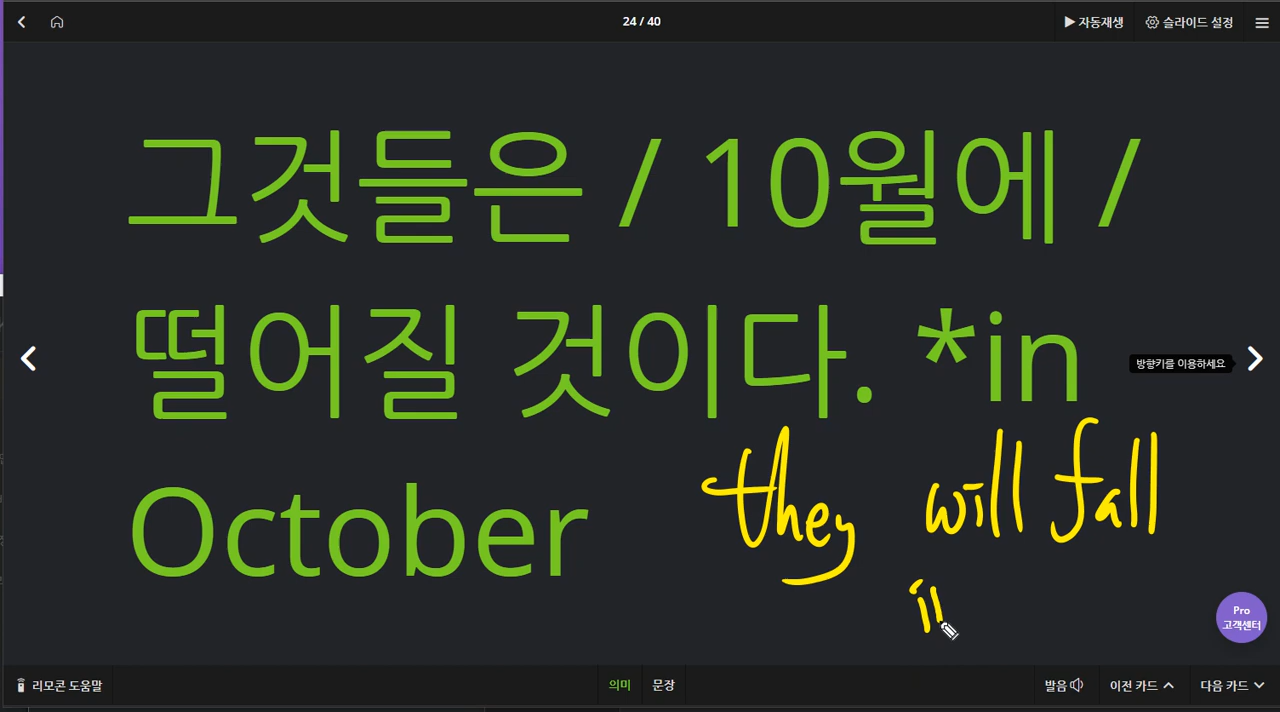 24 / 40
자동재생
슬라이드 설정
그것들은 / 10월에 /
떨어질 것이다. *in
October
방향키를 이용하세요
they will fall
Pro
고객센터
리모콘 도움말
의미
문장
발음
이전 카드
다음 카드